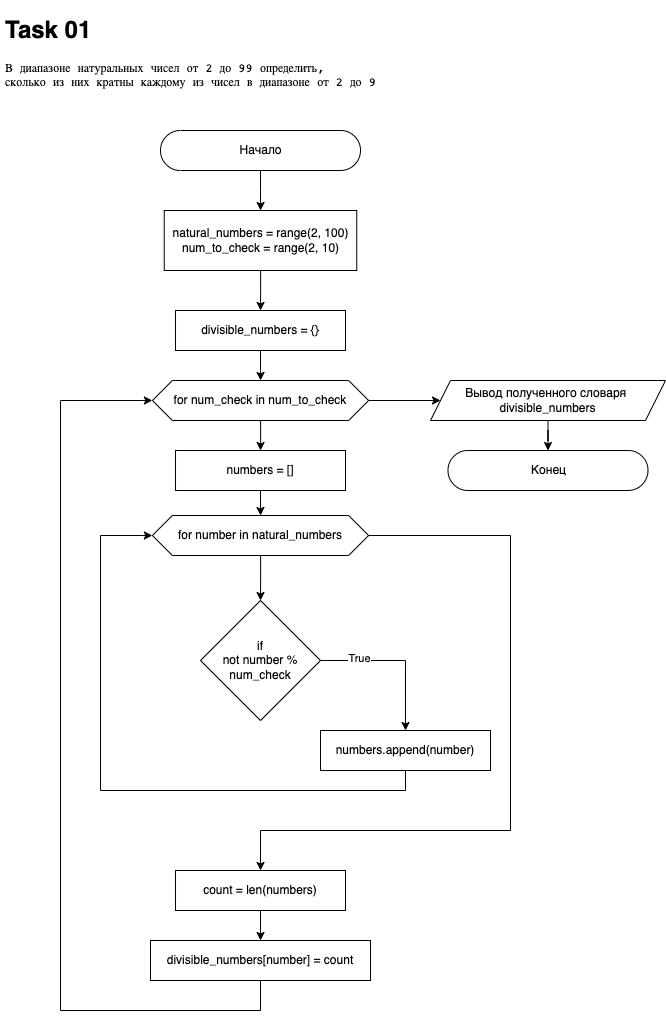 Task 01
В диапазоне натуральных чисел от 2 до 99 определить,
сколько из них кратны каждому из чисел в диапазоне от 2 до 9
Начало
natural_numbers = range(2, 100)
num_to_check = range(2, 10)
divisible_numbers = {}
for num_check in num_to_check
Вывод полученного словаря
divisible_numbers
numbers = []
Конец
for number in natural_numbers
if
not number %
num_check
True
numbers.append(number)
count = len(numbers)
divisible_numbers[number] = count